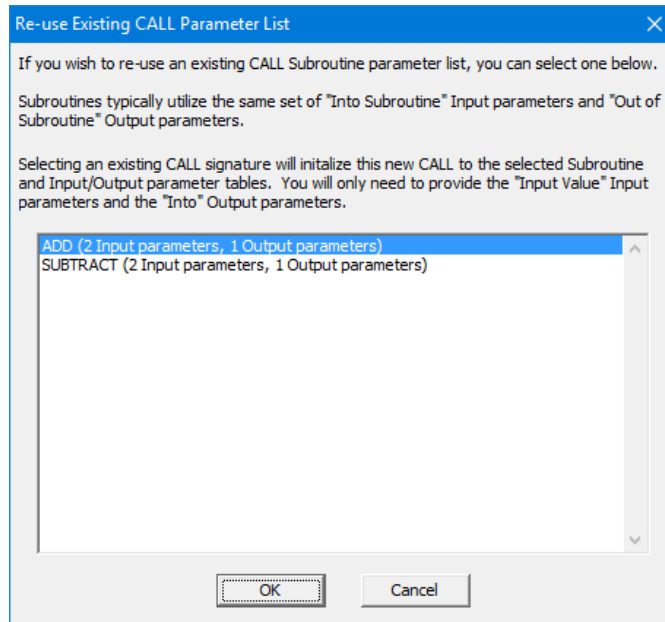 Re-use Existing CALL Parameter List
If you wish to re-use an existing CALL Subroutine parameter list, you can select one below.
Subroutines typically utilize the same set of "Into Subroutine" Input parameters and "Out of
Subroutine" Output parameters.
Selecting an existing CALL signature will initalize this new CALL to the selected Subroutine
and Input/Output parameter tables. You will only need to provide the "Input Value" Input
parameters and the "Into" Output parameters.
ADD (2 Input parameters, 1 Output parameters)
SUBTRACT (2 Input parameters, 1 Output parameters)
OK
Cancel